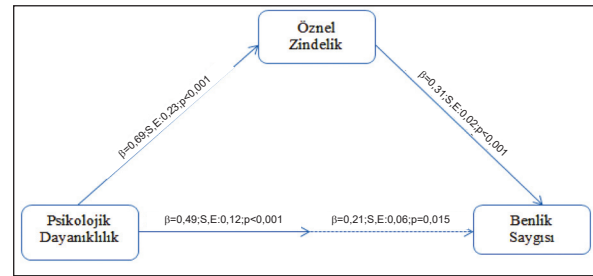 Öznel
Zindelik
β=0,69;S,E:0,23;p<0,001
β=0,31;S,E:0,02;p<0,001
Psikolojik
Dayanıklılık
β=0,49;S,E:0,12;p<0,001
β=0,21;S,E:0,06;p=0,015
Benlik
Saygısı